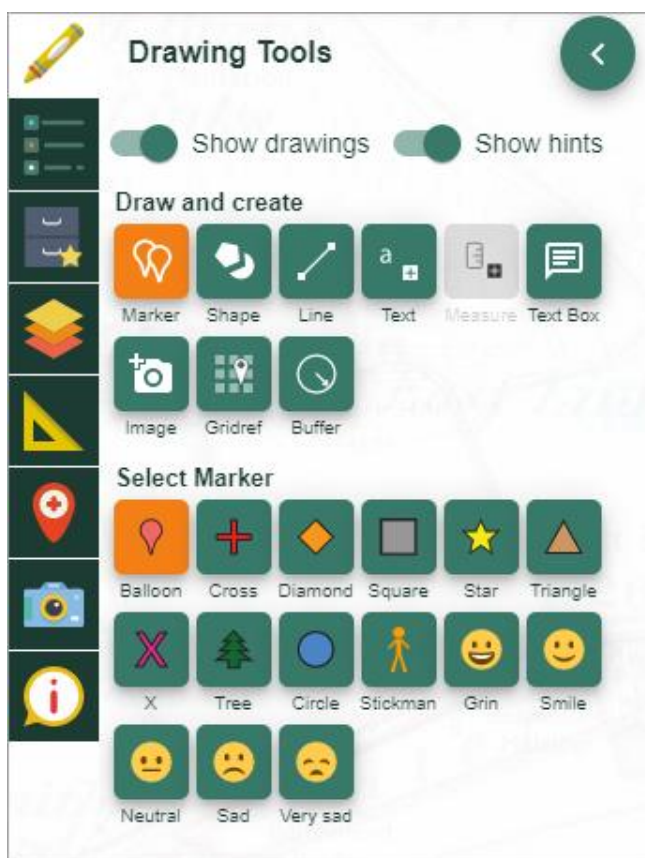 Drawing Tools
Show drawings Show hints
Draw and create
a
Marker Shape Line Text Measure Text Box
Image Gridref Buffer
Select Marker
Balloon Cross Diamond Square Star Triangle
X Tree Circle Stickman Grin Smile
Neutral Sad Very sad